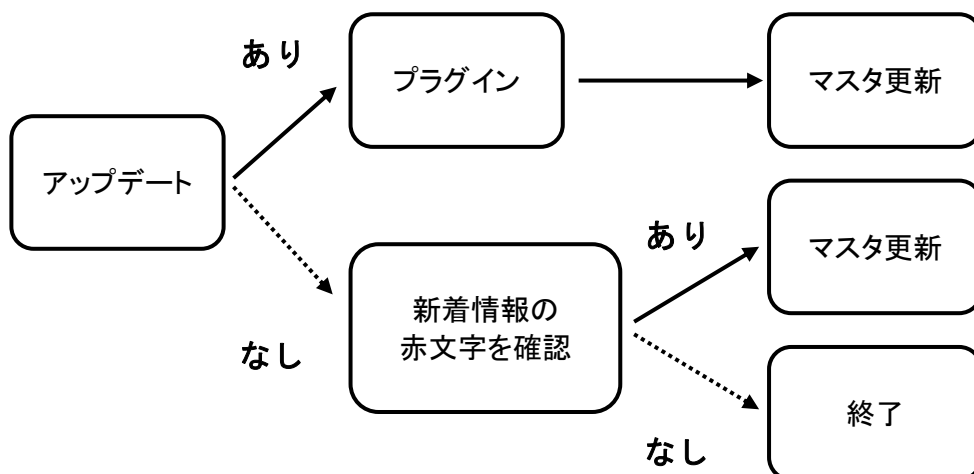 あり
プラグイン
マスタ更新
アップデート
あり
マスタ更新
新着情報の
赤文字を確認
なし
終了
なし